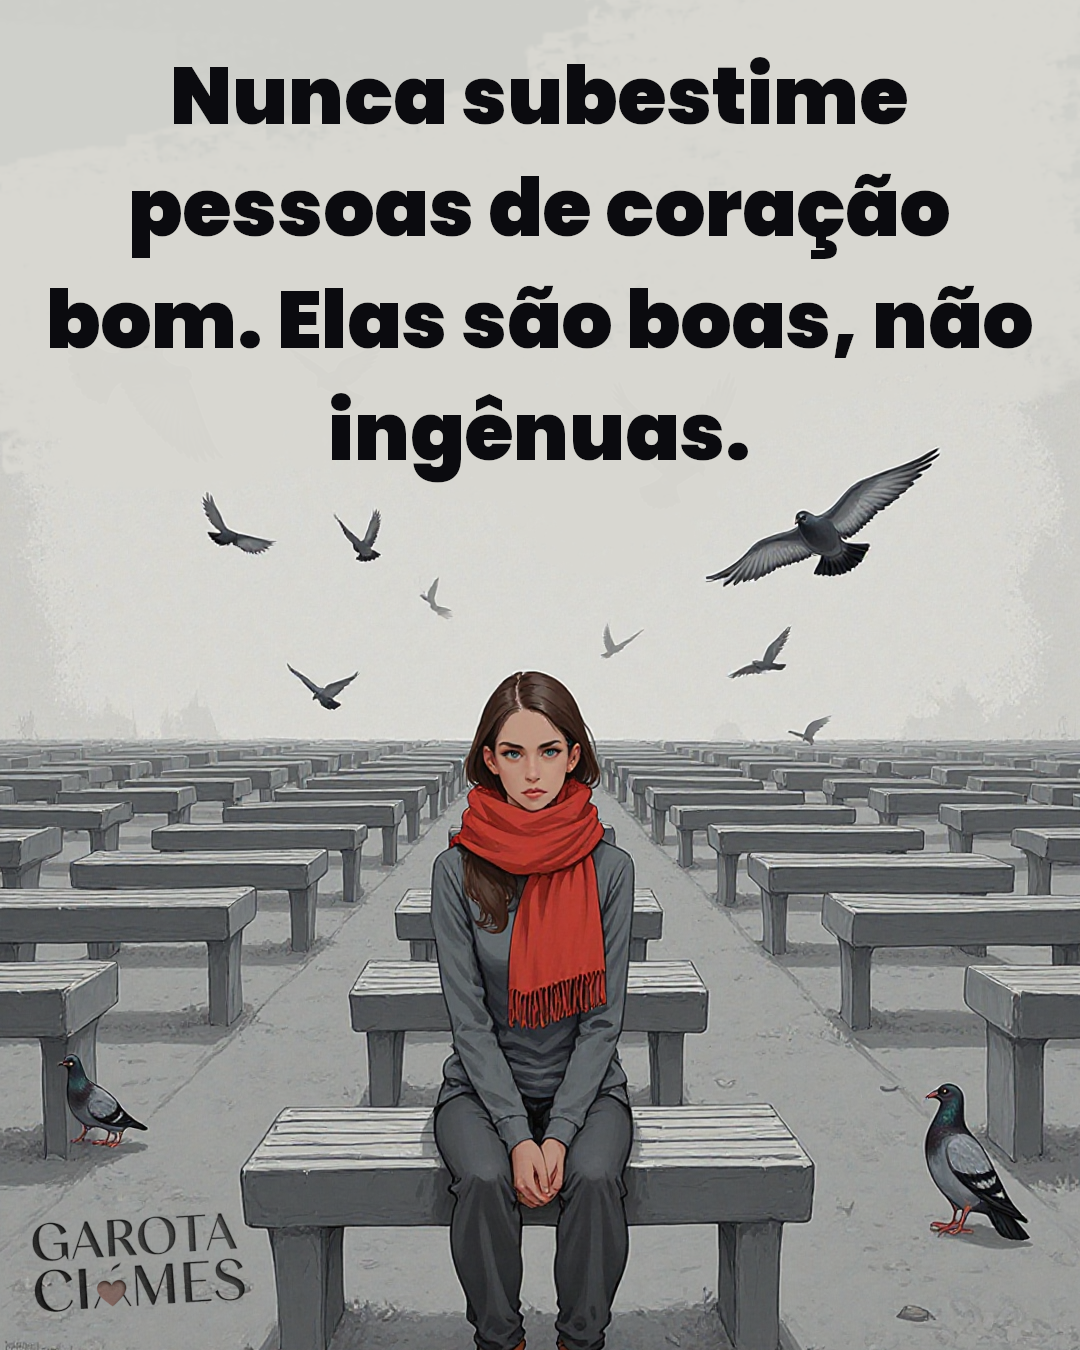 Nunca subestime
pessoas de coração
bom. Elas são boas, não
ingênuas.
GAROTA
CIÚMES